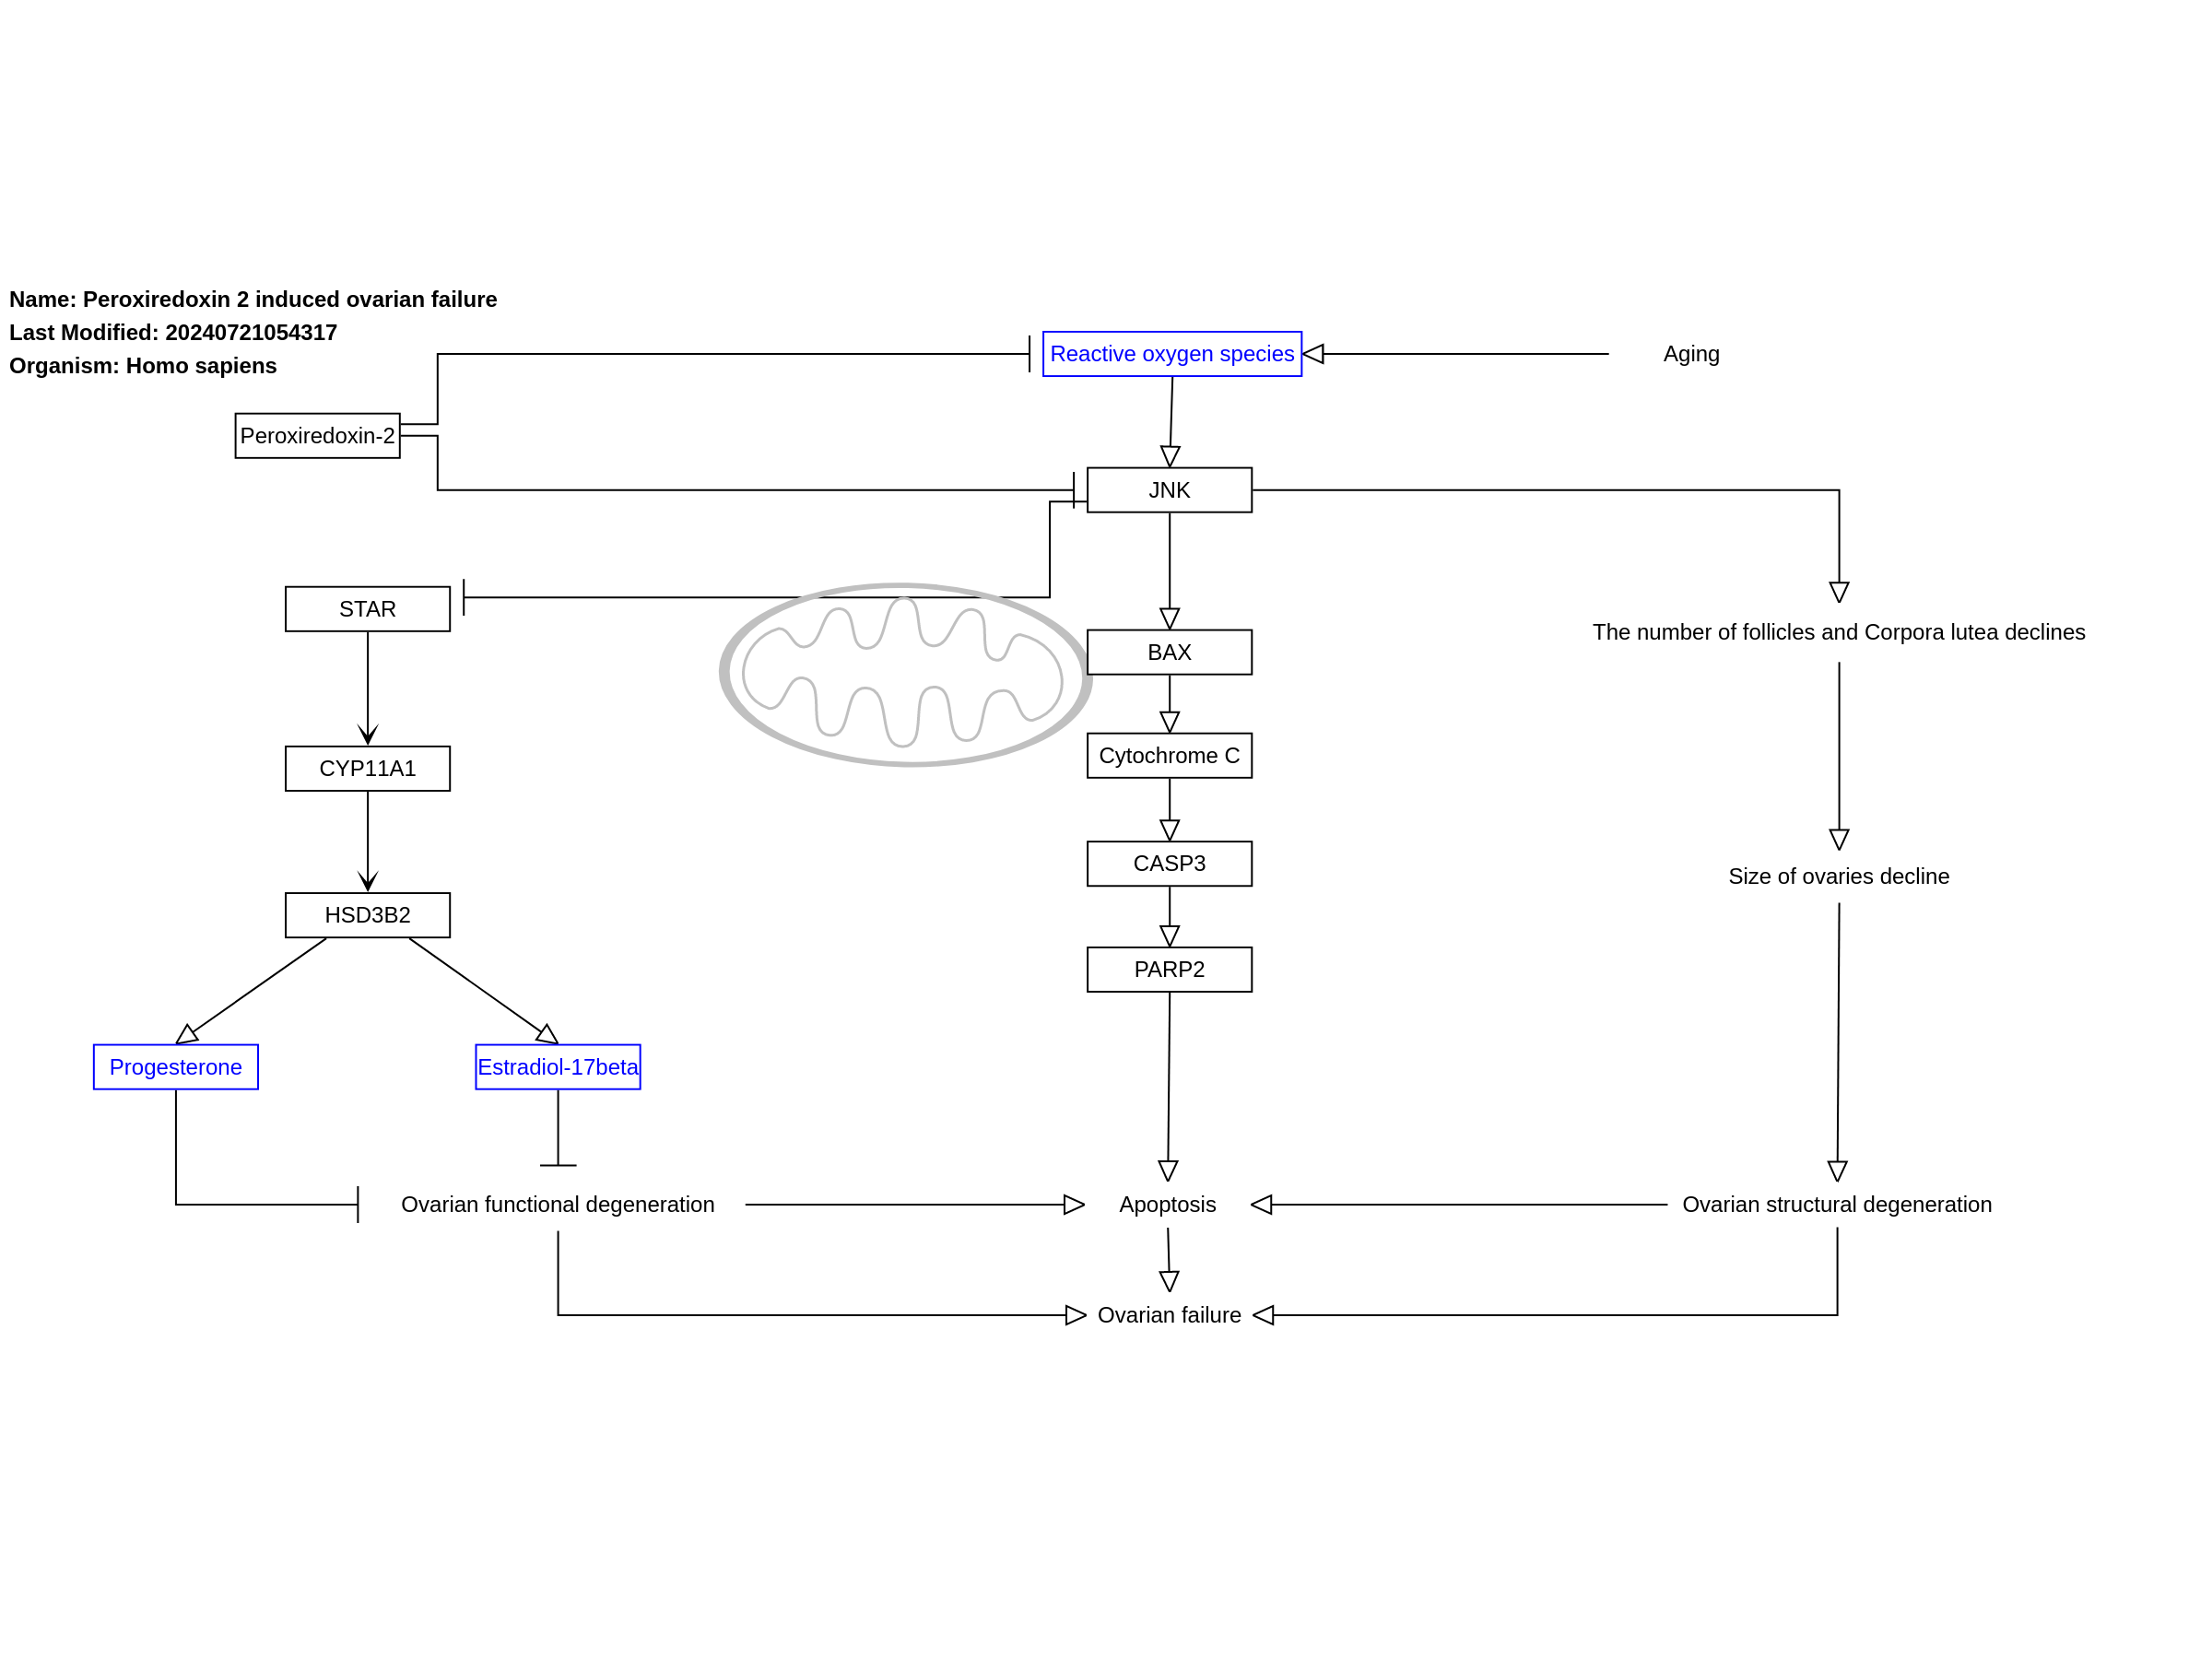 Name: Peroxiredoxin 2 induced ovarian failure
Last Modified: 20240721054317
Organism: Homo sapiens
Reactive oxygen species
Aging
Peroxiredoxin-2
JNK
STAR
BAX
The number of follicles and Corpora lutea declines
CYP11A1
Cytochrome C
CASP3
Size of ovaries decline
HSD3B2
PARP2
Progesterone
Estradiol-17beta
Ovarian functional degeneration
Apoptosis
Ovarian structural degeneration
Ovarian failure